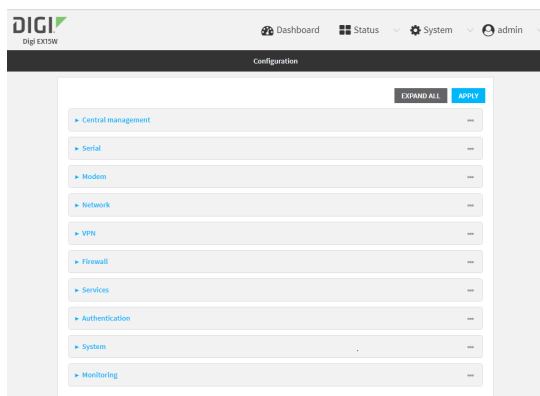 DIGI
Digi EX15W
Dashboard Status System admin
Configuration
EXPAND ALL APPLY
Central management
Serial
Modem
Network
VPN
Firewall
Services
Authentication
System
Monitoring